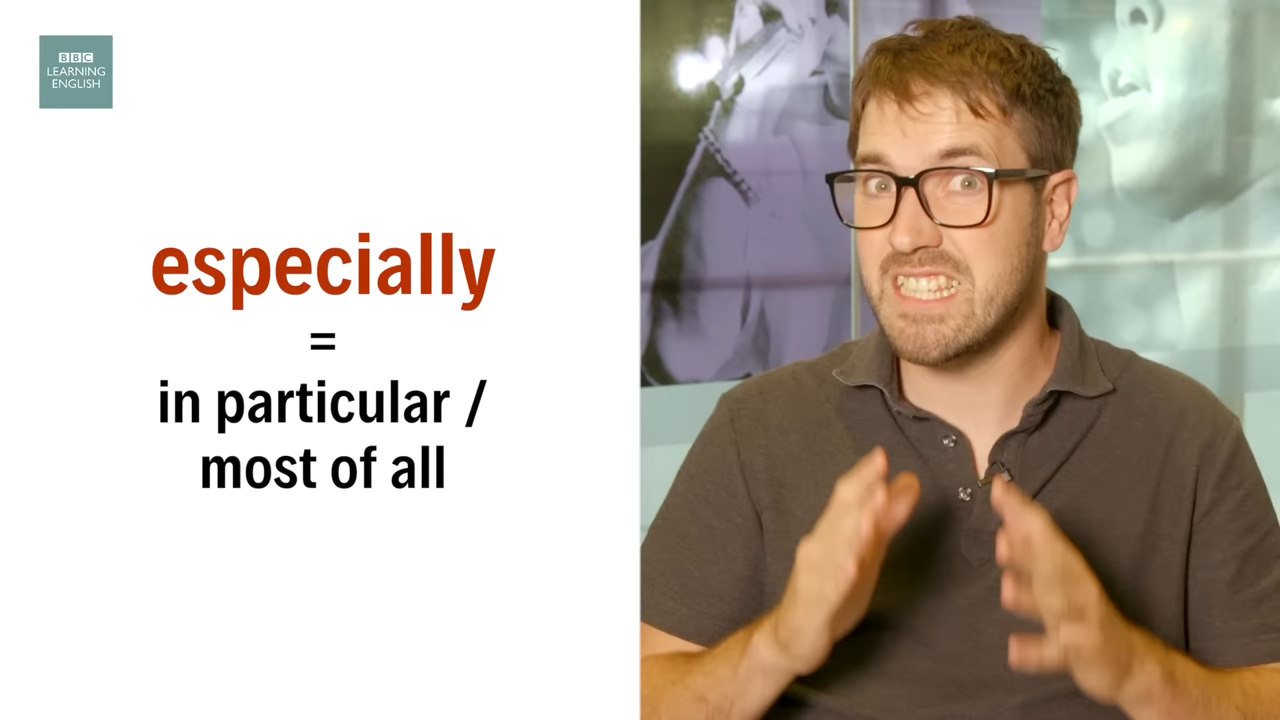 BBC
LEARNING
ENGLISH
especially
=
in particular /
most of all